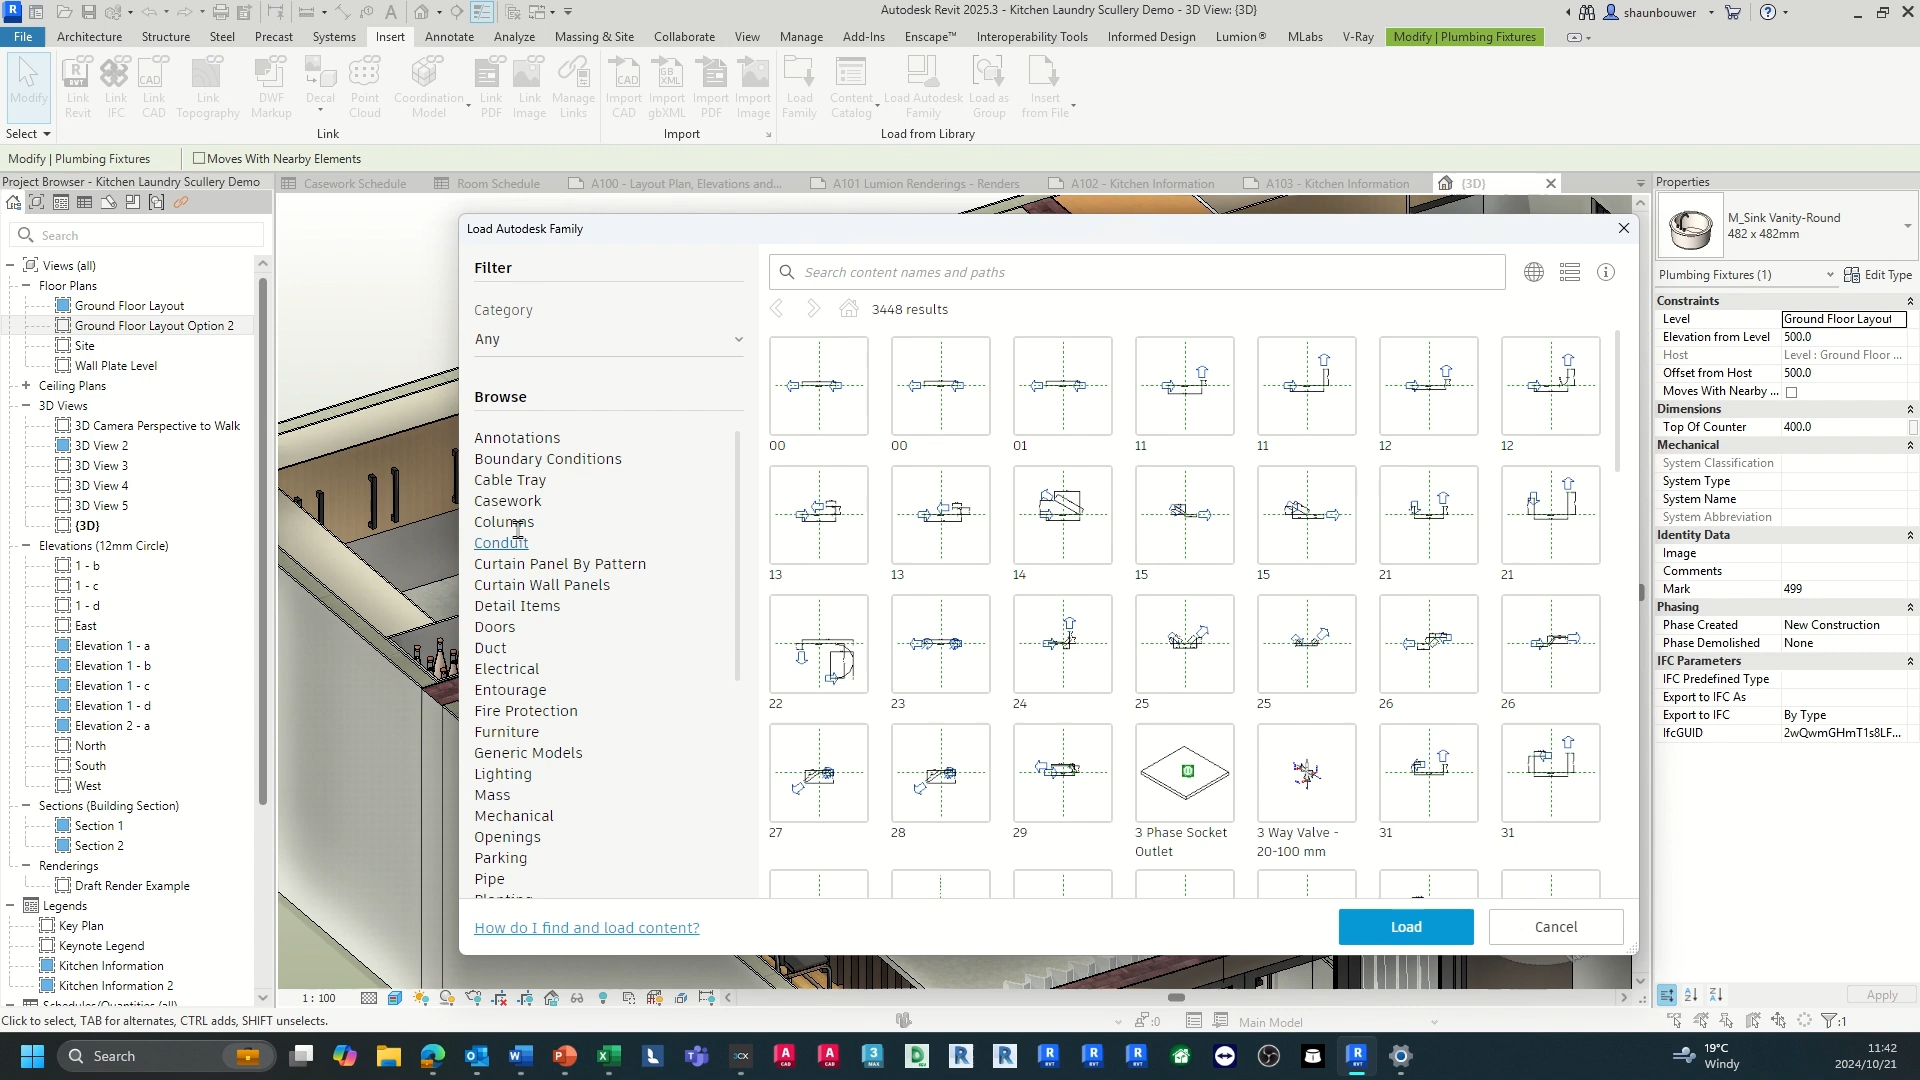 Autodesk Revit 2025.3 - Kitchen Laundry Scullery Demo - 3D View: {3D}
shaunbouwer
File Architecture Structure Steel Precast Systems Insert Annotate Analyze Massing & Site Collaborate View Manage Add-Ins Enscape™ Interoperability Tools Informed Design Lumion® MLabs V-Ray Modify | Plumbing Fixtures
Modify
Link Revit
Link IFC
Link CAD
Link Topography
DWF Markup
Decal
Point Cloud
Coordination Model
Link PDF
Link Image
Manage Links
Import CAD
Import gbXML
Import PDF
Import Image
Load Family
Content Catalog
Load Autodesk Family
Load as Group
Insert from File
Select Link Import Load from Library
Modify | Plumbing Fixtures Moves With Nearby Elements
Project Browser - Kitchen Laundry Scullery Demo
Casework Schedule Room Schedule A100 - Layout Plan, Elevations and... A101 Lumion Renderings - Renders A102 - Kitchen Information A103 - Kitchen Information {3D}
Search
Views (all)
Floor Plans
Ground Floor Layout
Ground Floor Layout Option 2
Site
Wall Plate Level
Ceiling Plans
3D Views
3D Camera Perspective to Walk
3D View 2
3D View 3
3D View 4
3D View 5
{3D}
Elevations (12mm Circle)
1 - b
1 - c
1 - d
East
Elevation 1 - a
Elevation 1 - b
Elevation 1 - c
Elevation 1 - d
Elevation 2 - a
North
South
West
Sections (Building Section)
Section 1
Section 2
Renderings
Draft Render Example
Legends
Key Plan
Keynote Legend
Kitchen Information
Kitchen Information 2
Schedules/Quantities (all)
Load Autodesk Family
Filter
Category
Any
Browse
Annotations
Boundary Conditions
Cable Tray
Casework
Columns
Conduit
Curtain Panel By Pattern
Curtain Wall Panels
Detail Items
Doors
Duct
Electrical
Entourage
Fire Protection
Furniture
Generic Models
Lighting
Mass
Mechanical
Openings
Parking
Pipe
Planting
Search content names and paths
3448 results
00 00 01 11 11 12 12
13 13 14 15 15 21 21
22 23 24 25 25 26 26
27 28 29 3 Phase Socket Outlet 3 Way Valve - 20-100 mm 31 31
How do I find and load content?
Load Cancel
Properties
M_Sink Vanity-Round
482 x 482mm
Plumbing Fixtures (1) Edit Type
Constraints
Level Ground Floor Layout
Elevation from Level 500.0
Host Level : Ground Floor ...
Offset from Host 500.0
Moves With Nearby ...
Dimensions
Top Of Counter 400.0
Mechanical
System Classification
System Type
System Name
System Abbreviation
Identity Data
Image
Comments
Mark 499
Phasing
Phase Created New Construction
Phase Demolished None
IFC Parameters
IFC Predefined Type
Export to IFC As
Export to IFC By Type
IfcGUID 2wQwmGHmT1s8LF...
Apply
1 : 100
Click to select, TAB for alternates, CTRL adds, SHIFT unselects.
:0
Main Model
:1
Search
19°C
Windy
11:42
2024/10/21